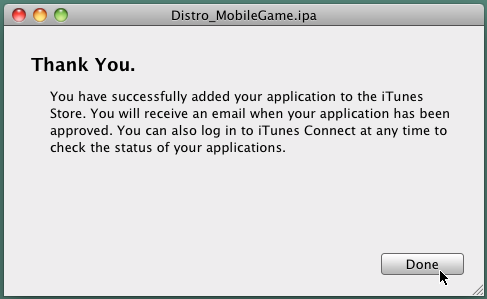 Distro_MobileGame.ipa
Thank You.
You have successfully added your application to the iTunes
Store. You will receive an email when your application has been
approved. You can also log in to iTunes Connect at any time to
check the status of your applications.
Done